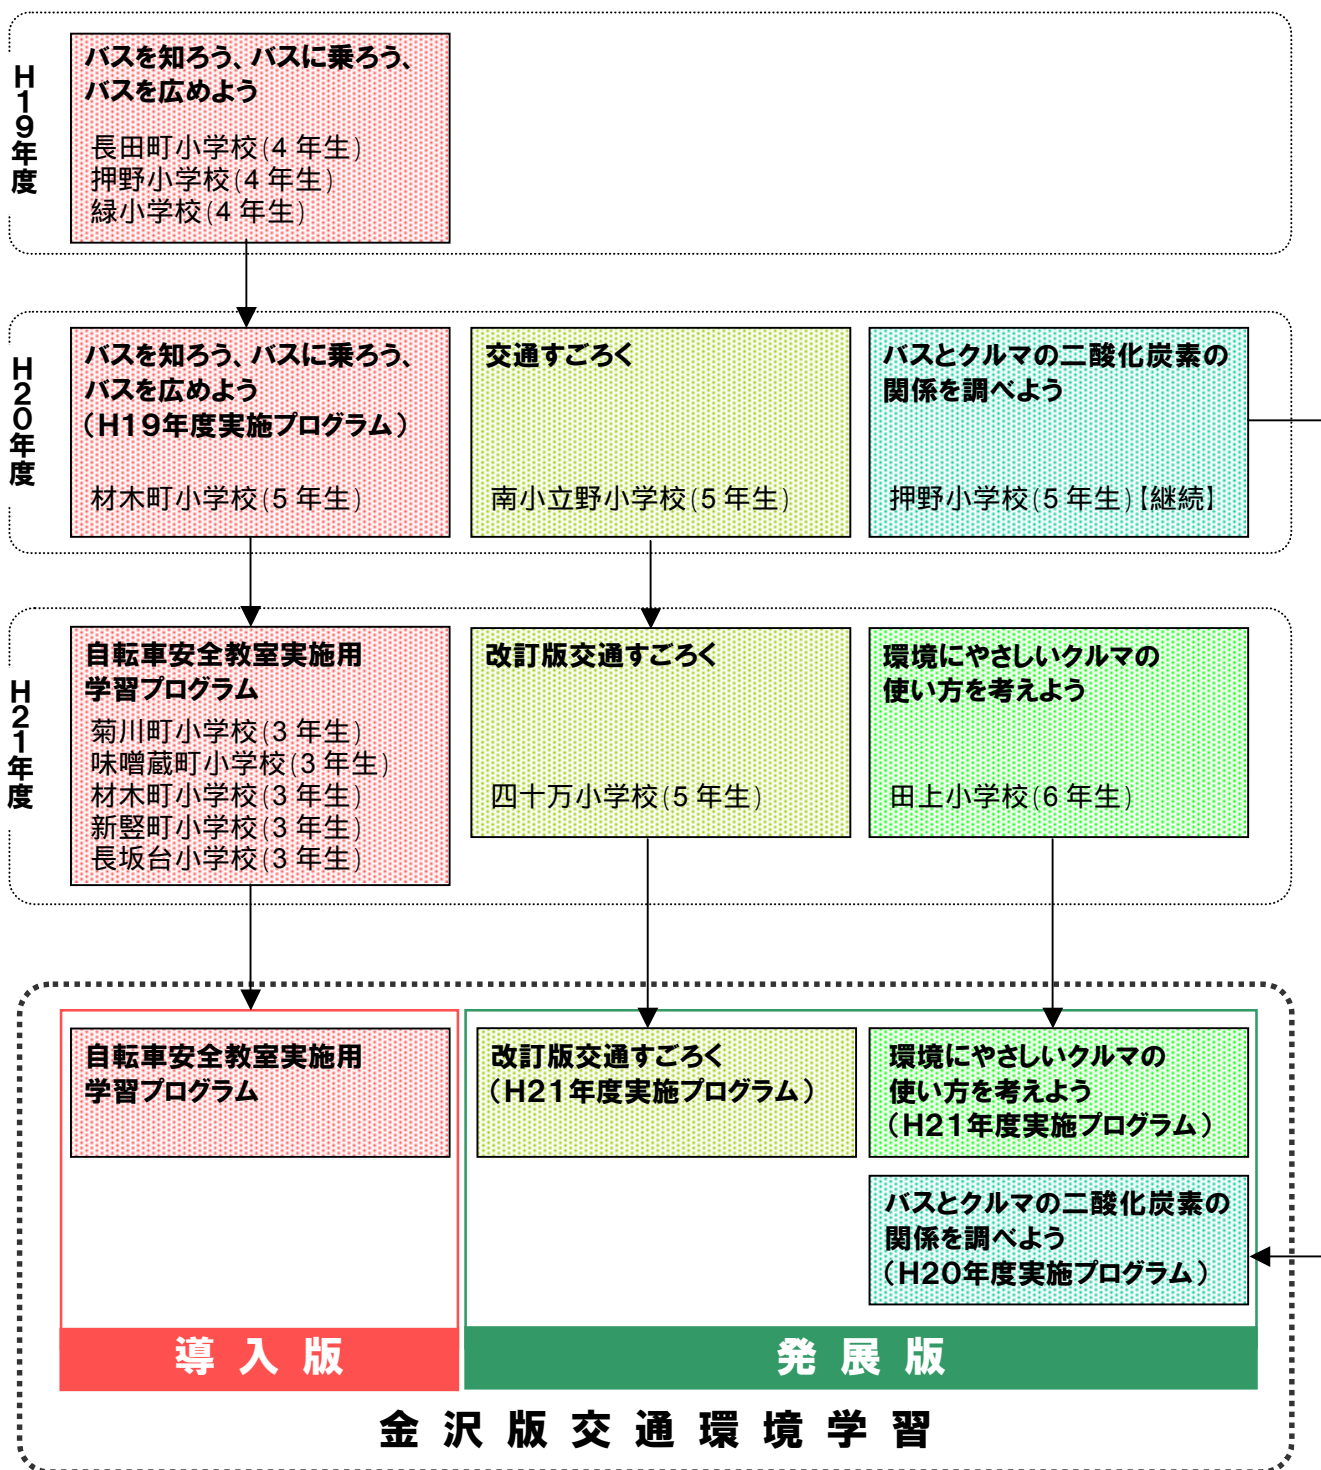 H19年度
バスを知ろう、バスに乗ろう、
バスを広めよう
長田町小学校(4年生)
押野小学校(4年生)
緑小学校(4年生)
H20年度
バスを知ろう、バスに乗ろう、
バスを広めよう
(H19年度実施プログラム)
材木町小学校(5年生)
交通すごろく
南小立野小学校(5年生)
バスとクルマの二酸化炭素の
関係を調べよう
押野小学校(5年生)【継続】
H21年度
自転車安全教室実施用
学習プログラム
菊川町小学校(3年生)
味噌蔵町小学校(3年生)
材木町小学校(3年生)
新竪町小学校(3年生)
長坂台小学校(3年生)
改訂版交通すごろく
四十万小学校(5年生)
環境にやさしいクルマの
使い方を考えよう
田上小学校(6年生)
自転車安全教室実施用
学習プログラム
導入版
改訂版交通すごろく
(H21年度実施プログラム)
環境にやさしいクルマの
使い方を考えよう
(H21年度実施プログラム)
バスとクルマの二酸化炭素の
関係を調べよう
(H20年度実施プログラム)
発展版
金沢版交通環境学習